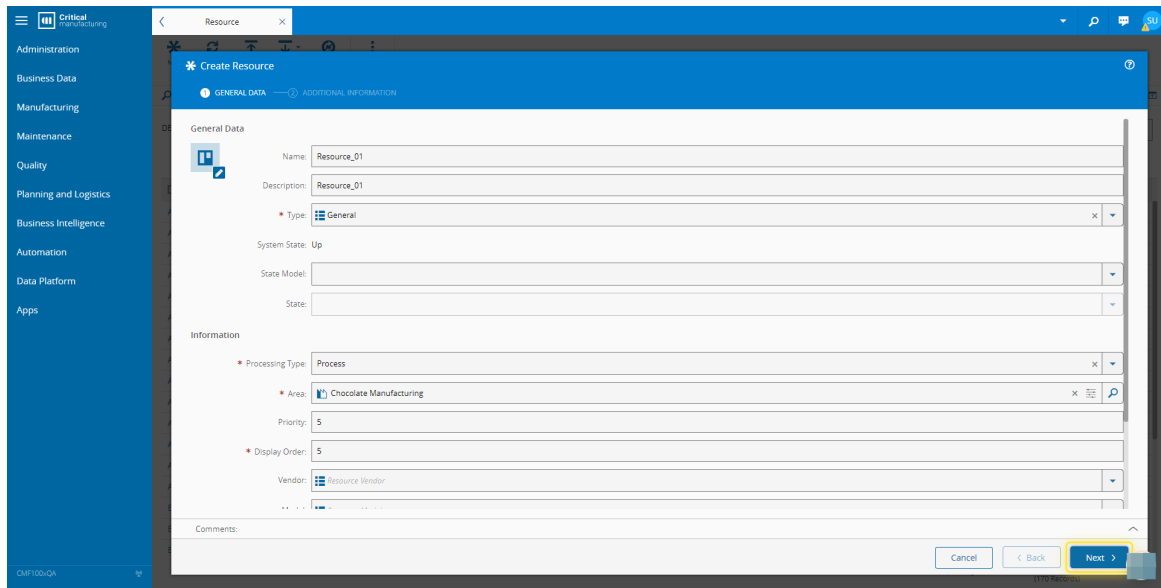 Critical
manufacturing
Resource
SU
Administration
Business Data
Manufacturing
Maintenance
Quality
Planning and Logistics
Business Intelligence
Automation
Data Platform
Apps
CMF100xQA
Create Resource
1 GENERAL DATA 2 ADDITIONAL INFORMATION
General Data
Name: Resource_01
Description: Resource_01
* Type: General
System State: Up
State Model:
State:
Information
* Processing Type: Process
* Area: Chocolate Manufacturing
Priority: 5
* Display Order: 5
Vendor: Resource Vendor
Comments:
Cancel
Back
Next
(170 Records)